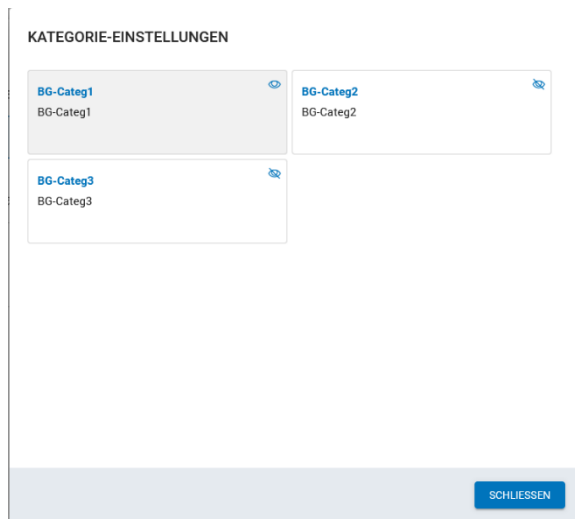 KATEGORIE-EINSTELLUNGEN
BG-Categ1
BG-Categ1
BG-Categ2
BG-Categ2
BG-Categ3
BG-Categ3
SCHLIESSEN